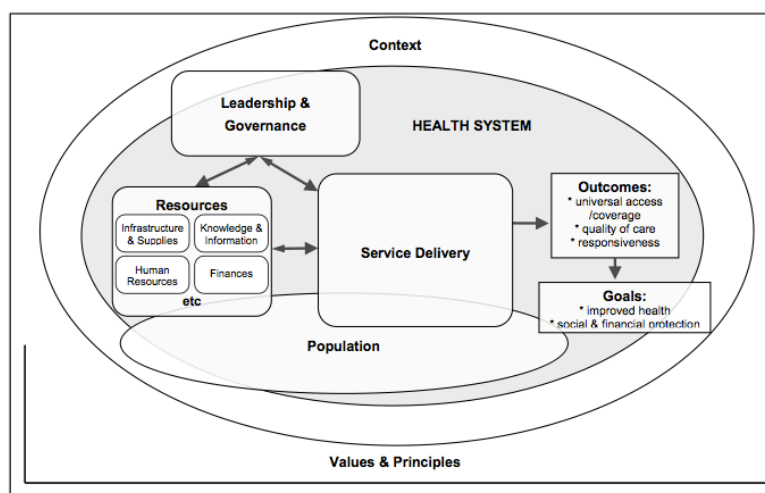 Context
Leadership &
Governance
HEALTH SYSTEM
Resources
Infrastructure
& Supplies
Knowledge &
Information
Human
Resources
Finances
etc
Service Delivery
Outcomes:
* universal access
/coverage
* quality of care
* responsiveness
Goals:
* improved health
* social & financial protection
Population
Values & Principles